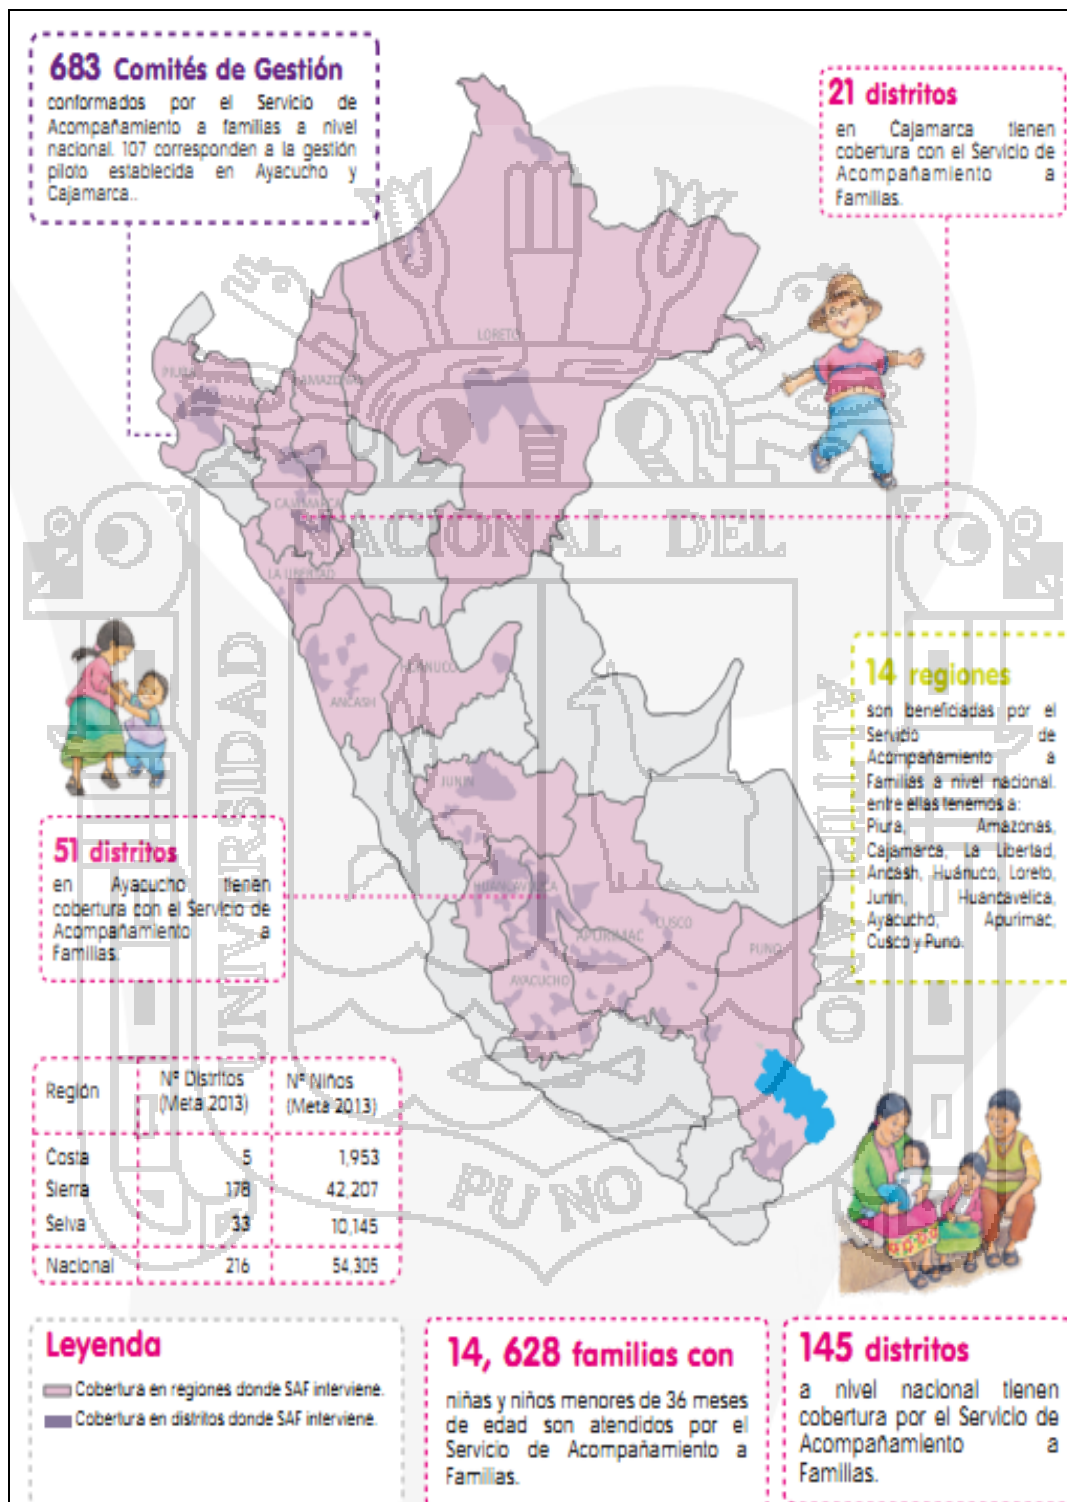 683 Comités de Gestión
conformados por el Servicio de
Acompañamiento a familias a nivel
nacional. 107 corresponden a la gestión
piloto establecida en Ayacucho y
Cajamarca..
21 distritos
en Cajamarca tienen
cobertura con el Servicio de
Acompañamiento a
Familias.
LORETO
PIURA
AMAZONAS
CAJAMARCA
NACIONAL DEL
LA LIBERTAD
HUANUCO
ANCASH
UNIVERSIDAD
14 regiones
son beneficiadas por el
Servicio de
Acompañamiento a
Familias a nivel nacional.
entre ellas tenemos a:
Piura, Amazonas,
Cajamarca, La Libertad,
Ancash, Huánuco, Loreto,
Junín, Huancavelica,
Ayacucho, Apurimac,
Cusco y Puno.
JUNIN
51 distritos
en Ayacucho tienen
cobertura con el Servicio de
Acompañamiento a
Familias.
HUANCAVELICA
CUSCO
APURIMAC
PUNO
AYACUCHO
Región Nº Distritos (Meta 2013) Nº Niños (Meta 2013)
Costa 5 1,953
Sierra 178 42,207
Selva 33 10,145
Nacional 216 54,305
PUNO
Leyenda
Cobertura en regiones donde SAF interviene.
Cobertura en distritos donde SAF interviene.
14, 628 familias con
niñas y niños menores de 36 meses
de edad son atendidos por el
Servicio de Acompañamiento a
Familias.
145 distritos
a nivel nacional tienen
cobertura por el Servicio de
Acompañamiento a
Familias.